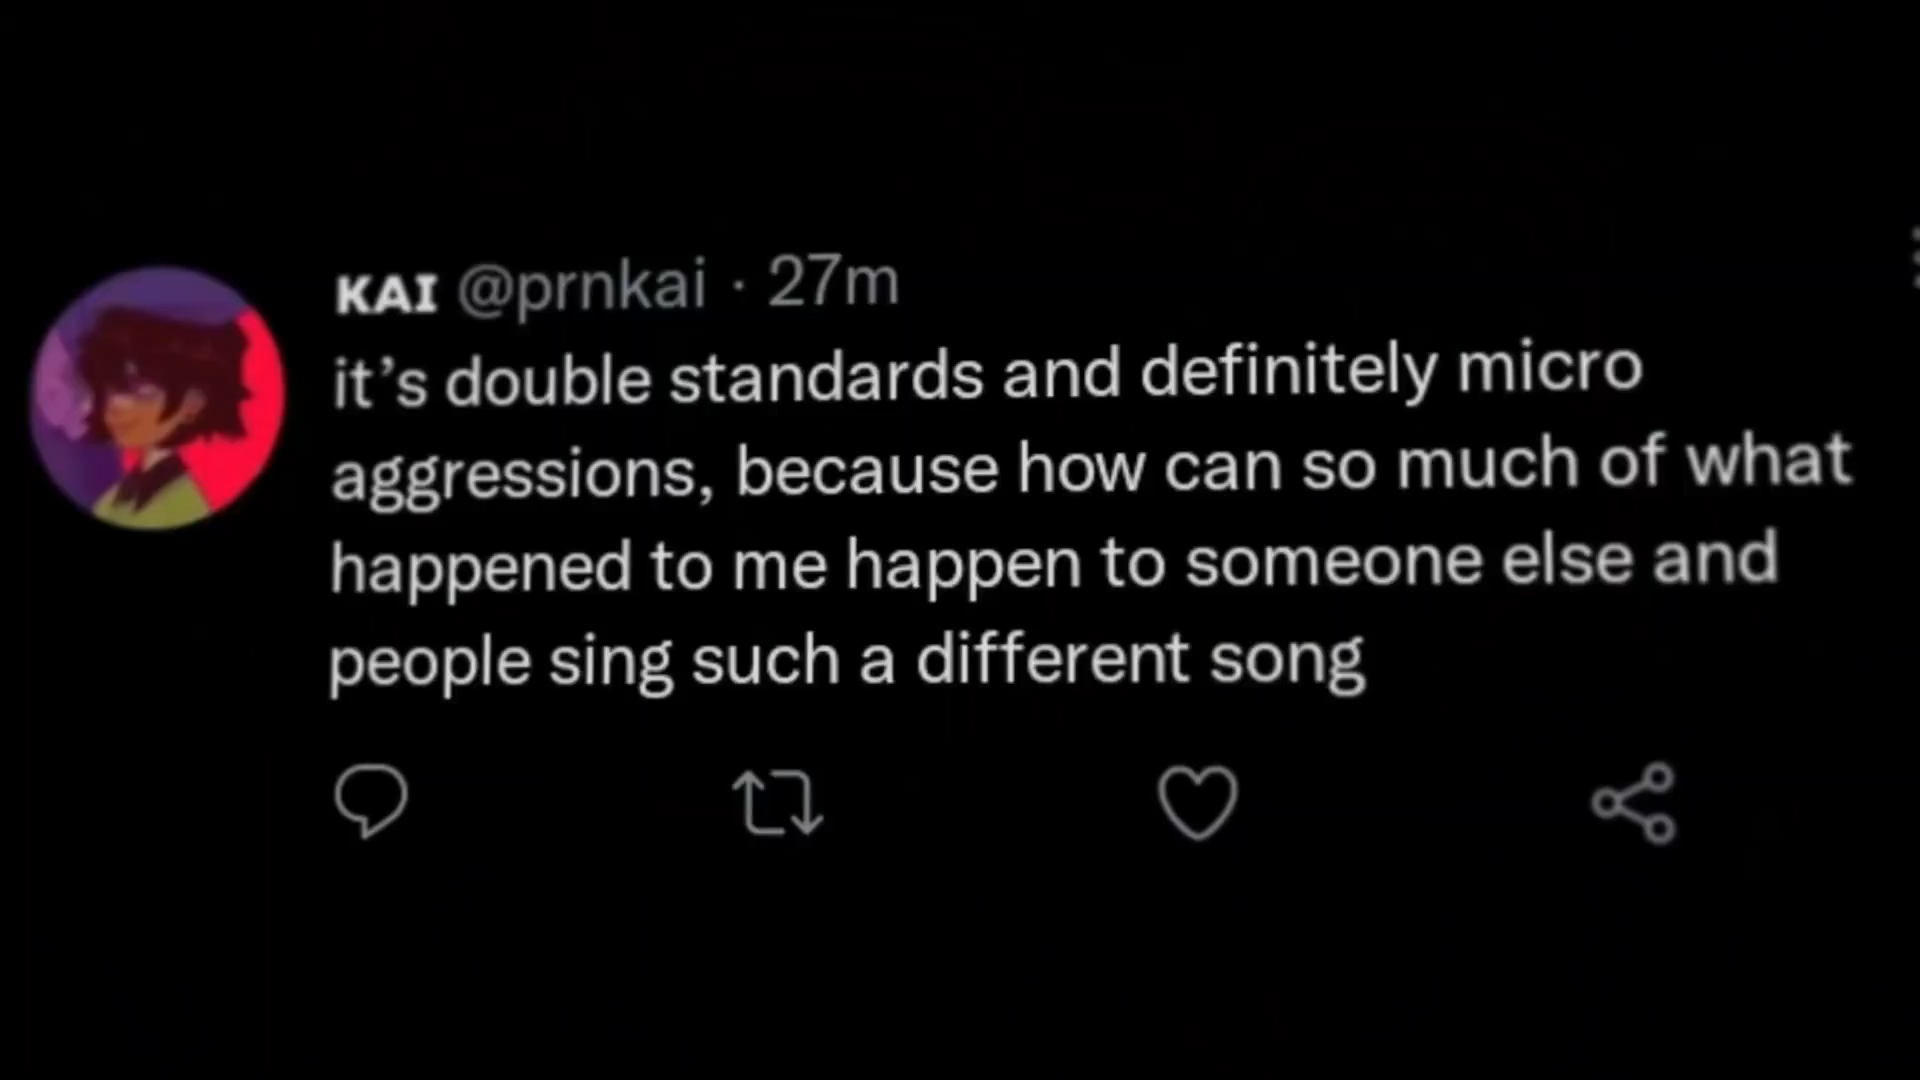 KAI @prnkai · 27m
it’s double standards and definitely micro
aggressions, because how can so much of what
happened to me happen to someone else and
people sing such a different song